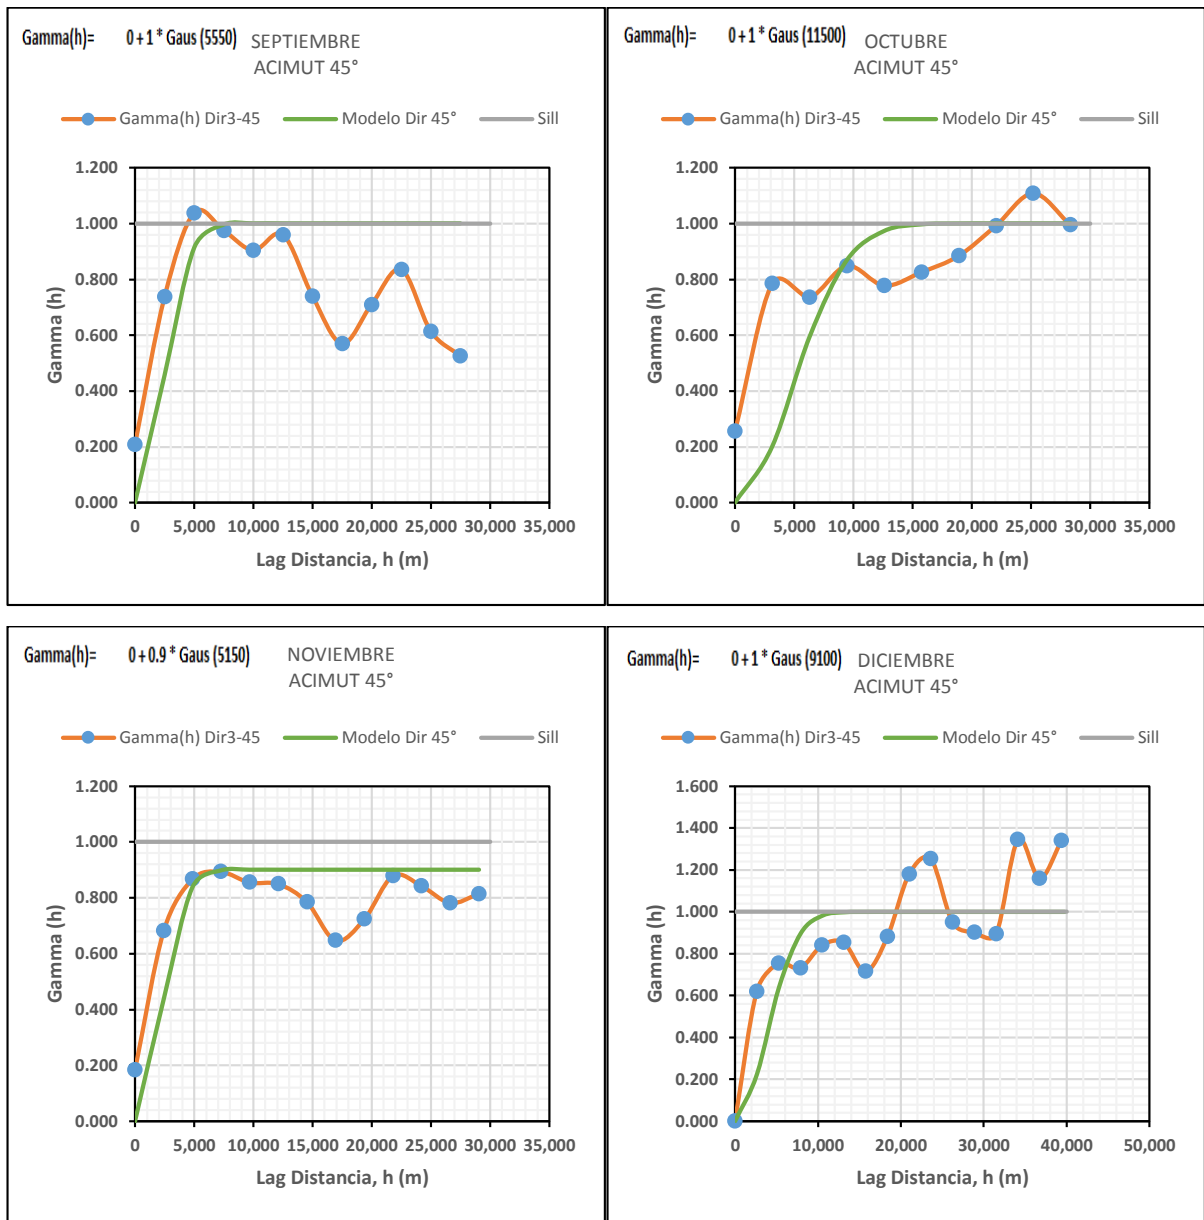 Gamma(h)= 0 + 1 * Gaus (5550) SEPTIEMBRE
ACIMUT 45°
Gamma(h) Dir3-45 Modelo Dir 45° Sill
1.200
1.000
0.800
0.600
0.400
0.200
0.000
Gamma (h)
0 5,000 10,000 15,000 20,000 25,000 30,000 35,000
Lag Distancia, h (m)
Gamma(h)= 0 + 1 * Gaus (11500) OCTUBRE
ACIMUT 45°
Gamma(h) Dir3-45 Modelo Dir 45° Sill
1.200
1.000
0.800
0.600
0.400
0.200
0.000
Gamma (h)
0 5,000 10,000 15,000 20,000 25,000 30,000 35,000
Lag Distancia, h (m)
Gamma(h)= 0 + 0.9 * Gaus (5150) NOVIEMBRE
ACIMUT 45°
Gamma(h) Dir3-45 Modelo Dir 45° Sill
1.200
1.000
0.800
0.600
0.400
0.200
0.000
Gamma (h)
0 5,000 10,000 15,000 20,000 25,000 30,000 35,000
Lag Distancia, h (m)
Gamma(h)= 0 + 1 * Gaus (9100) DICIEMBRE
ACIMUT 45°
Gamma(h) Dir3-45 Modelo Dir 45° Sill
1.600
1.400
1.200
1.000
0.800
0.600
0.400
0.200
0.000
Gamma (h)
0 10,000 20,000 30,000 40,000 50,000
Lag Distancia, h (m)